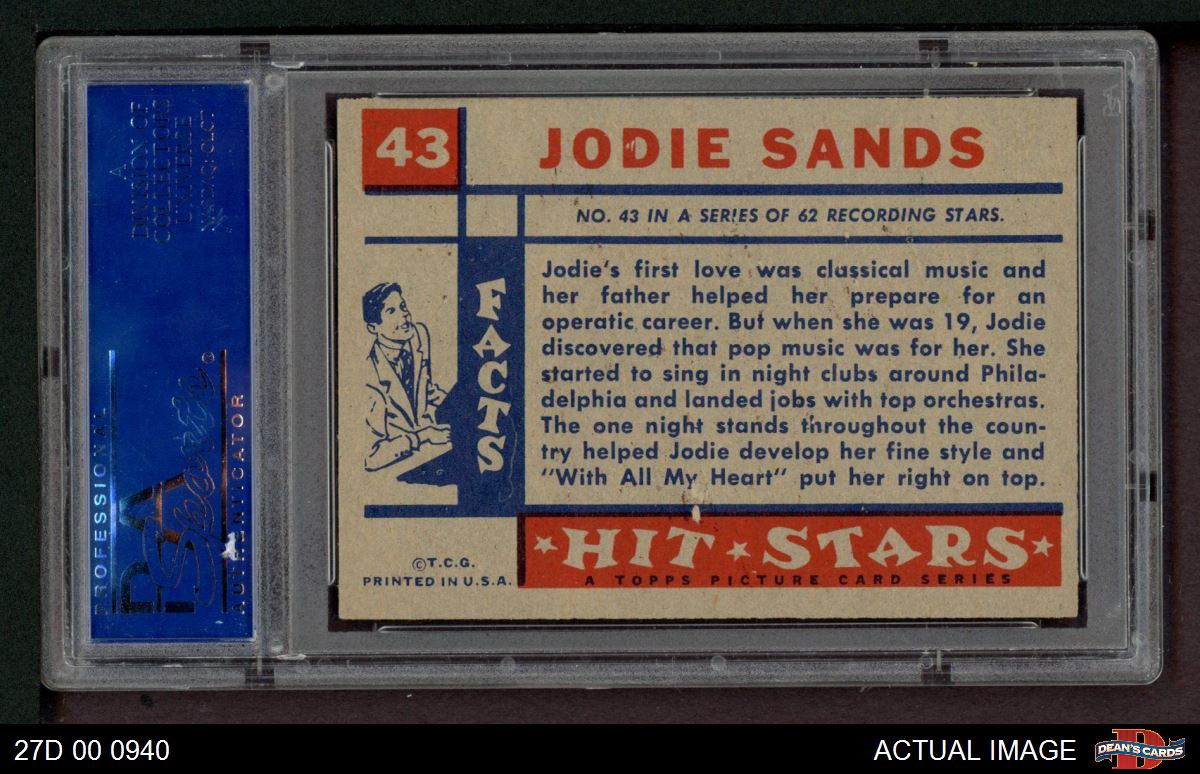 A
DIVISION OF
COLLECTORS
UNIVERSE
NASDAQ: CLCT
PROFESSIONAL
PSA
AUTHENTICATOR
®
43
JODIE SANDS
NO. 43 IN A SERIES OF 62 RECORDING STARS.
FACTS
Jodie's first love was classical music and
her father helped her prepare for an
operatic career. But when she was 19, Jodie
discovered that pop music was for her. She
started to sing in night clubs around Phila-
delphia and landed jobs with top orchestras.
The one night stands throughout the coun-
try helped Jodie develop her fine style and
"With All My Heart" put her right on top.
HIT STARS
A TOPPS PICTURE CARD SERIES
©T.C.G.
PRINTED IN U.S.A.
27D 00 0940
ACTUAL IMAGE
DEAN'S CARDS